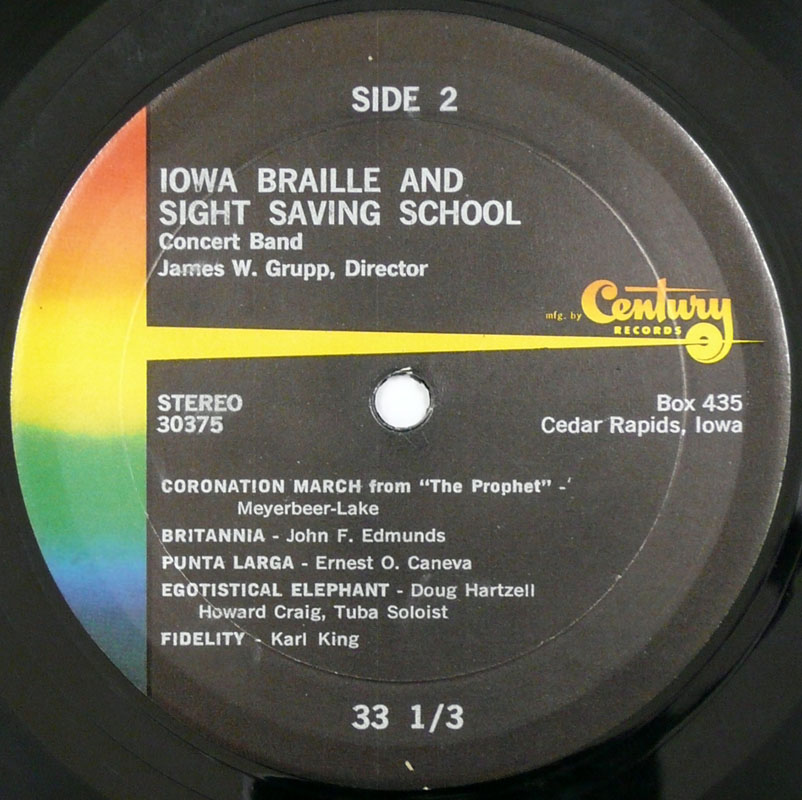 SIDE 2
IOWA BRAILLE AND
SIGHT SAVING SCHOOL
Concert Band
James W. Grupp, Director
mfg. by Century
RECORDS
STEREO
30375
Box 435
Cedar Rapids, Iowa
CORONATION MARCH from "The Prophet" -
Meyerbeer-Lake
BRITANNIA - John F. Edmunds
PUNTA LARGA - Ernest O. Caneva
EGOTISTICAL ELEPHANT - Doug Hartzell
Howard Craig, Tuba Soloist
FIDELITY - Karl King
33 1/3